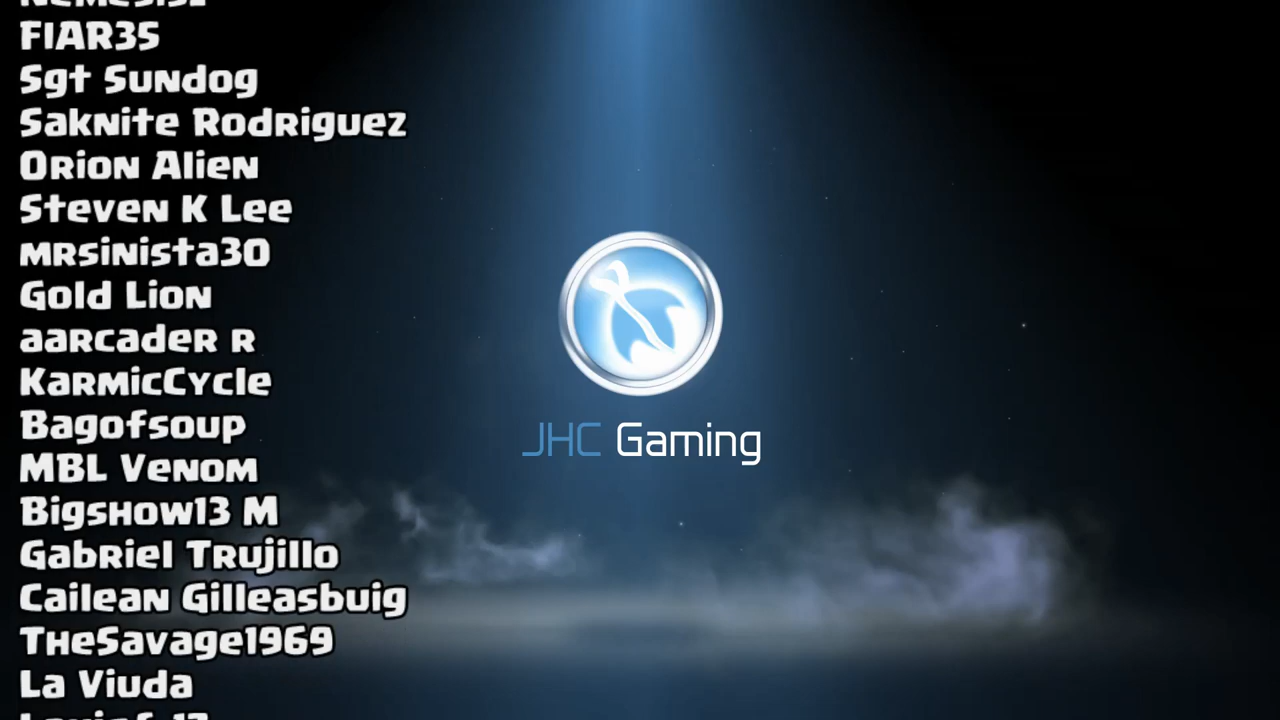 FIAR35
Sgt Sundog
Saknite Rodriguez
Orion Alien
Steven K Lee
mrsinista30
Gold Lion
aarcader r
KarmicCycle
Bagofsoup
MBL Venom
Bigshow13 M
Gabriel Trujillo
Cailean Gilleasbuig
TheSavage1969
La Viuda
JHC Gaming